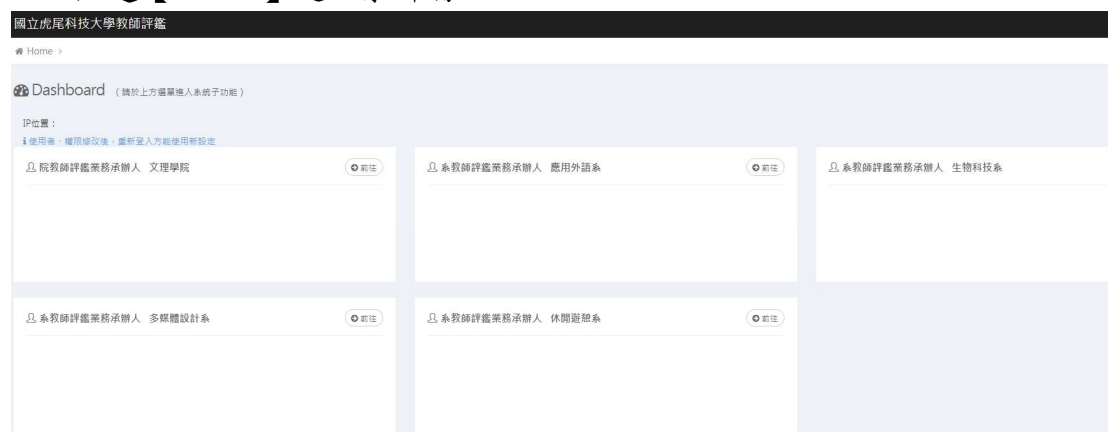 國立虎尾科技大學教師評鑑
Home >
Dashboard (請於上方選單進入系統子功能)
IP位置：
使用者、權限修改後、重新登入方能使用新設定
院教師評鑑業務承辦人 文理學院 前往
系教師評鑑業務承辦人 應用外語系 前往
系教師評鑑業務承辦人 生物科技系
系教師評鑑業務承辦人 多媒體設計系 前往
系教師評鑑業務承辦人 休閒遊憩系 前往